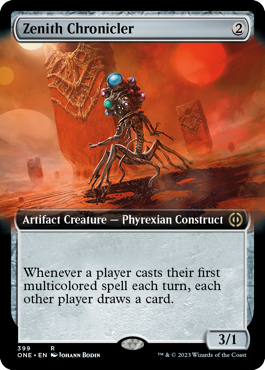 Zenith Chronicler 2
Artifact Creature — Phyrexian Construct
Whenever a player casts their first
multicolored spell each turn, each
other player draws a card.
3/1
399 R
ONE • EN Johann Bodin ™ & © 2023 Wizards of the Coast